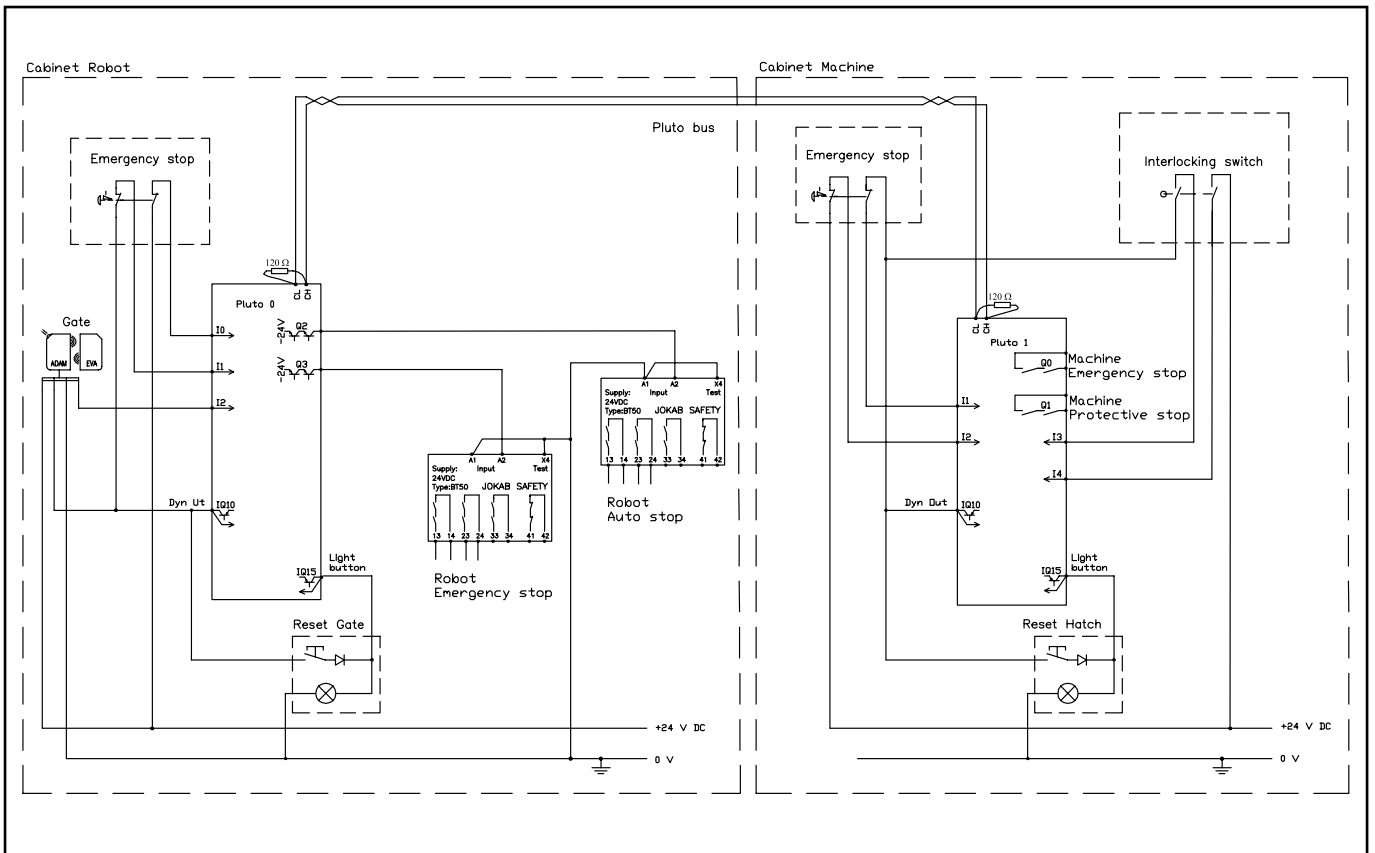 Cabinet Robot
Cabinet Machine
Pluto bus
Emergency stop
Emergency stop
Interlocking switch
120 Ω
CL
CH
Pluto 0
I0
I1
I2
-24V
Q2
-24V
Q3
Gate
ADAM
EVA
Dyn Ut
IQ10
IQ15
Light
button
Reset Gate
A1
A2
X4
Supply:
Input
Test
24VDC
Type:BT50
JOKAB SAFETY
13 14 23 24 33 34 41 42
Robot
Auto stop
A1
A2
X4
Supply:
Input
Test
24VDC
Type:BT50
JOKAB SAFETY
13 14 23 24 33 34 41 42
Robot
Emergency stop
+24 V DC
0 V
120 Ω
CL
CH
Pluto 1
Q0
Machine
Emergency stop
Q1
Machine
Protective stop
I1
I2
I3
I4
Dyn Out
IQ10
IQ15
Light
button
Reset Hatch
+24 V DC
0 V